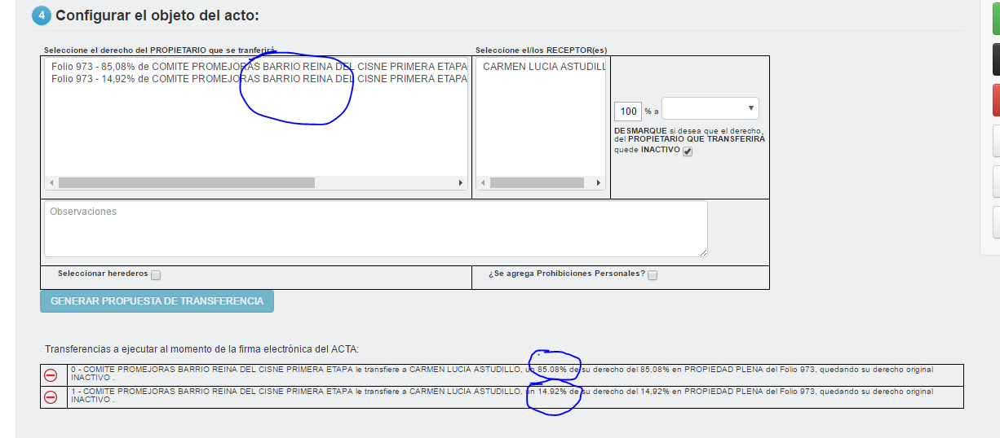 4 Configurar el objeto del acto:
Seleccione el derecho del PROPIETARIO que se tranferirá
Seleccione el/los RECEPTOR(es)
Folio 973 - 85,08% de COMITE PROMEJORAS BARRIO REINA DEL CISNE PRIMERA ETAPA
Folio 973 - 14,92% de COMITE PROMEJORAS BARRIO REINA DEL CISNE PRIMERA ETAPA
CARMEN LUCIA ASTUDILL
100 % a
DESMARQUE si desea que el derecho,
del PROPIETARIO QUE TRANSFERIRÁ
quede INACTIVO
Observaciones
Seleccionar herederos
¿Se agrega Prohibiciones Personales?
GENERAR PROPUESTA DE TRANSFERENCIA
Transferencias a ejecutar al momento de la firma electrónica del ACTA:
0 - COMITE PROMEJORAS BARRIO REINA DEL CISNE PRIMERA ETAPA le transfiere a CARMEN LUCIA ASTUDILLO, un 85.08% de su derecho del 85,08% en PROPIEDAD PLENA del Folio 973, quedando su derecho original
INACTIVO .
1 - COMITE PROMEJORAS BARRIO REINA DEL CISNE PRIMERA ETAPA le transfiere a CARMEN LUCIA ASTUDILLO, un 14.92% de su derecho del 14,92% en PROPIEDAD PLENA del Folio 973, quedando su derecho original
INACTIVO .